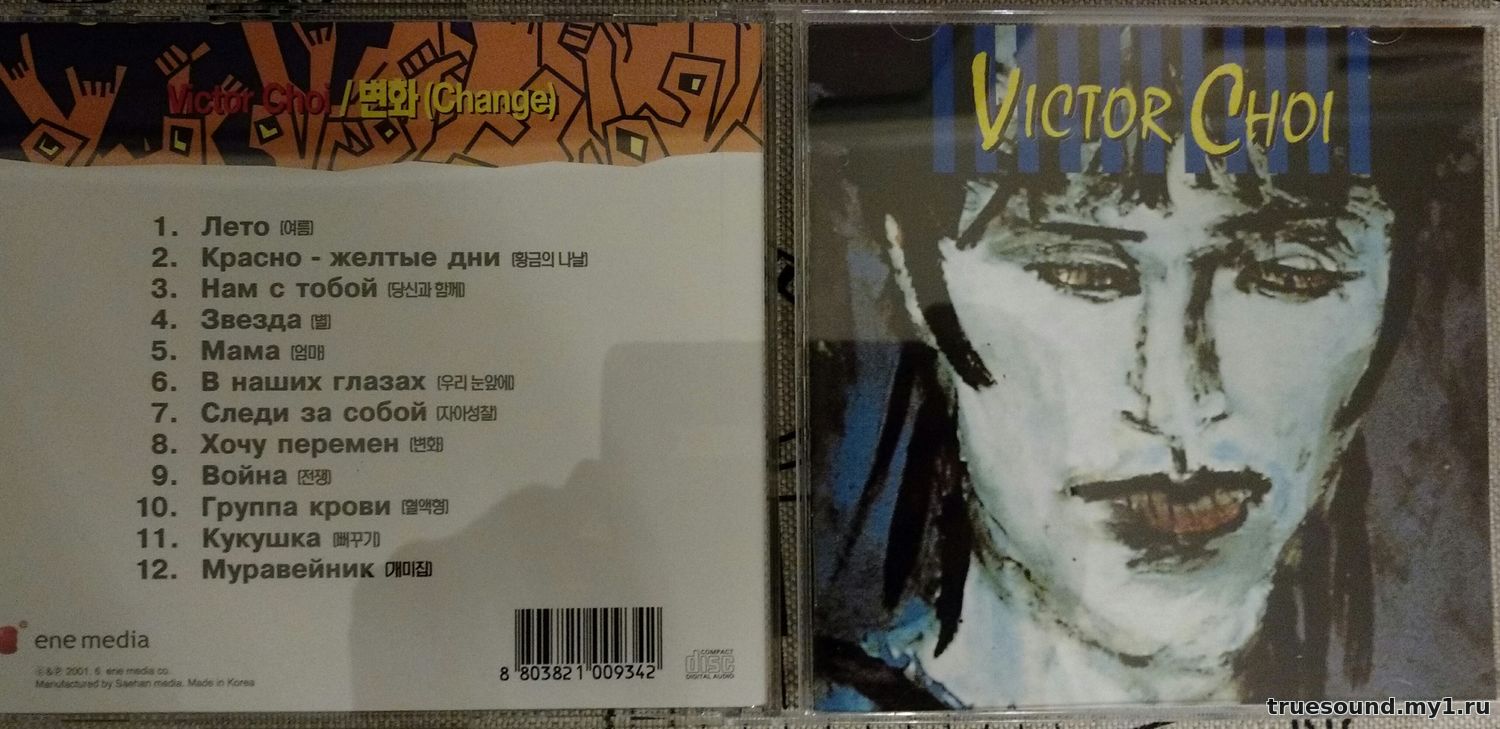 Victor Choi / 변화 (Change)
1. Лето [여름]
2. Красно - желтые дни [황금의 나날]
3. Нам с тобой [당신과 함께]
4. Звезда [별]
5. Мама [엄마]
6. В наших глазах [우리 눈앞에]
7. Следи за собой [자아성찰]
8. Хочу перемен [변화]
9. Война [전쟁]
10. Группа крови [혈액형]
11. Кукушка [뻐꾸기]
12. Муравейник [개미집]
ene media
ⓒ&ⓟ 2001. 6 ene media co.
Manufactured by Saehan media. Made in Korea
8 803821 009342
COMPACT
disc
DIGITAL AUDIO
VICTOR CHOI
truesound.my1.ru